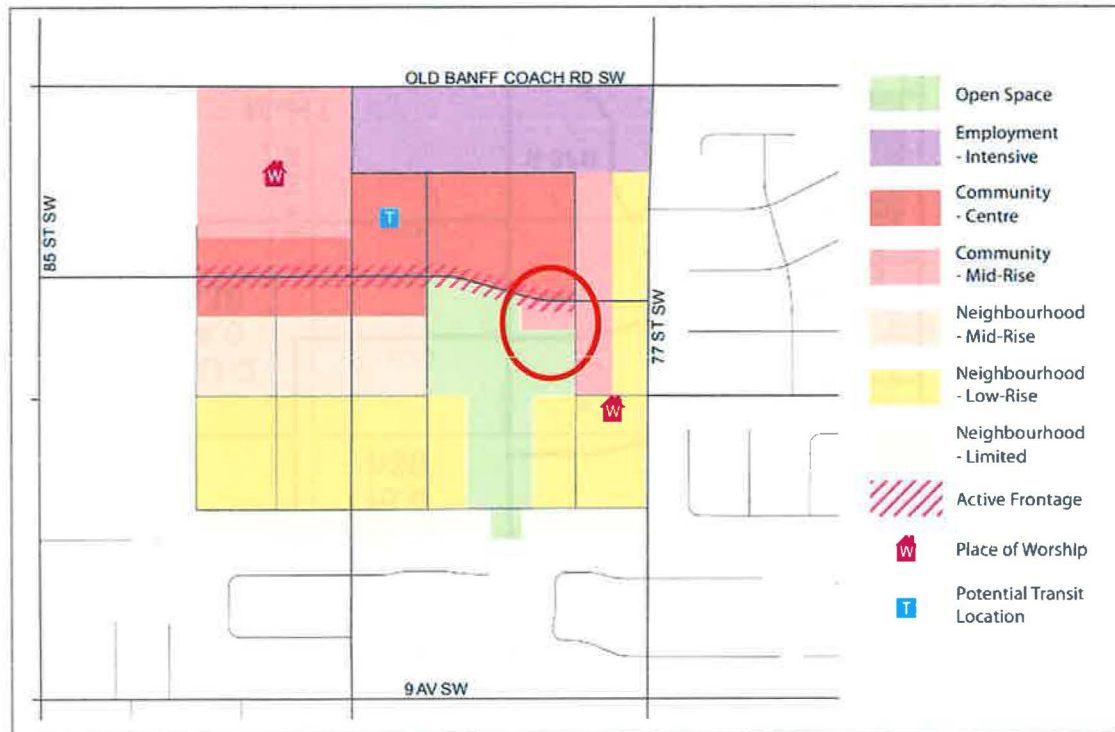 OLD BANFF COACH RD SW
85 ST SW
77 ST SW
9 AV SW
W
T
W
Open Space
Employment
- Intensive
Community
- Centre
Community
- Mid-Rise
Neighbourhood
- Mid-Rise
Neighbourhood
- Low-Rise
Neighbourhood
- Limited
Active Frontage
W
Place of Worship
T
Potential Transit
Location